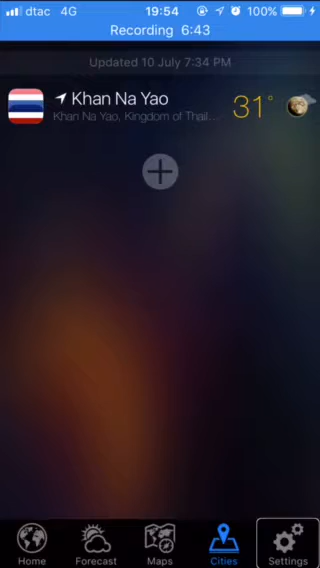 dtac 4G 19:54 100%
Recording 6:43
Updated 10 July 7:34 PM
Khan Na Yao 31°
Khan Na Yao, Kingdom of Thail...
Home Forecast Maps Cities Settings